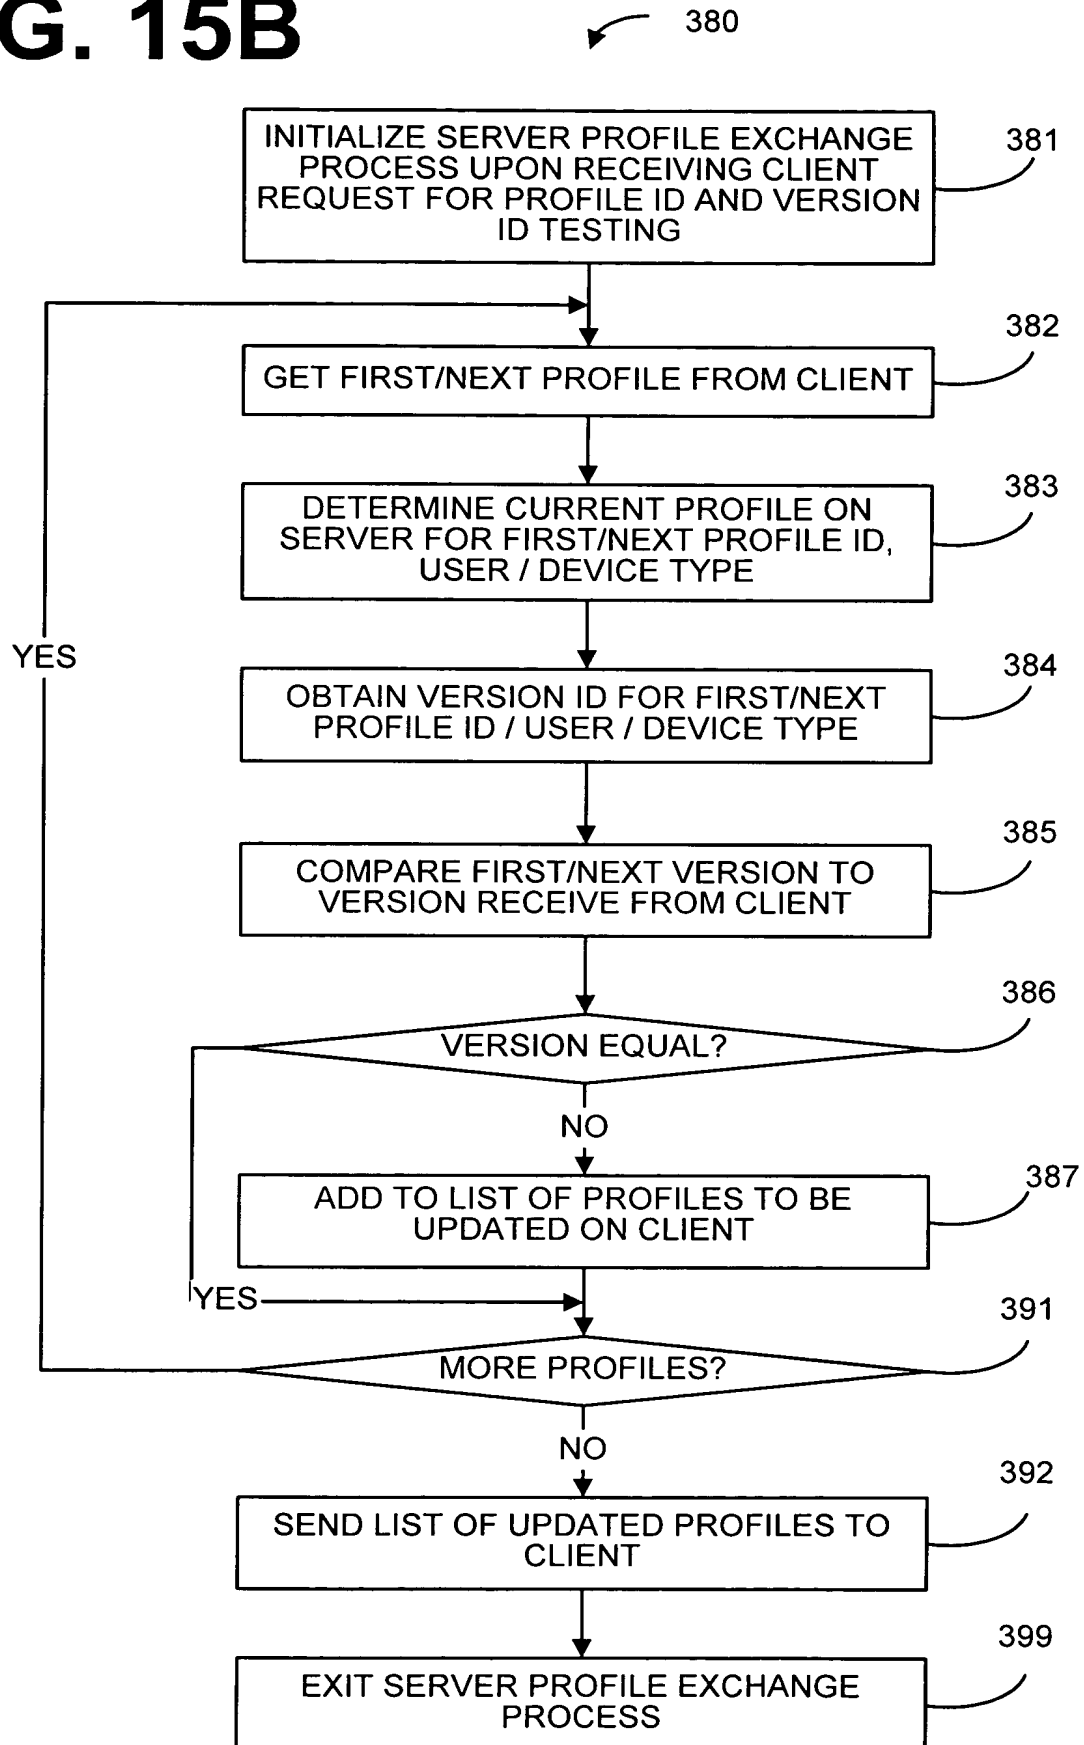 G. 15B
380
INITIALIZE SERVER PROFILE EXCHANGE
PROCESS UPON RECEIVING CLIENT
REQUEST FOR PROFILE ID AND VERSION
ID TESTING
381
382
GET FIRST/NEXT PROFILE FROM CLIENT
383
DETERMINE CURRENT PROFILE ON
SERVER FOR FIRST/NEXT PROFILE ID,
USER / DEVICE TYPE
YES
384
OBTAIN VERSION ID FOR FIRST/NEXT
PROFILE ID / USER / DEVICE TYPE
385
COMPARE FIRST/NEXT VERSION TO
VERSION RECEIVE FROM CLIENT
386
VERSION EQUAL?
NO
387
ADD TO LIST OF PROFILES TO BE
UPDATED ON CLIENT
YES
391
MORE PROFILES?
NO
392
SEND LIST OF UPDATED PROFILES TO
CLIENT
399
EXIT SERVER PROFILE EXCHANGE
PROCESS